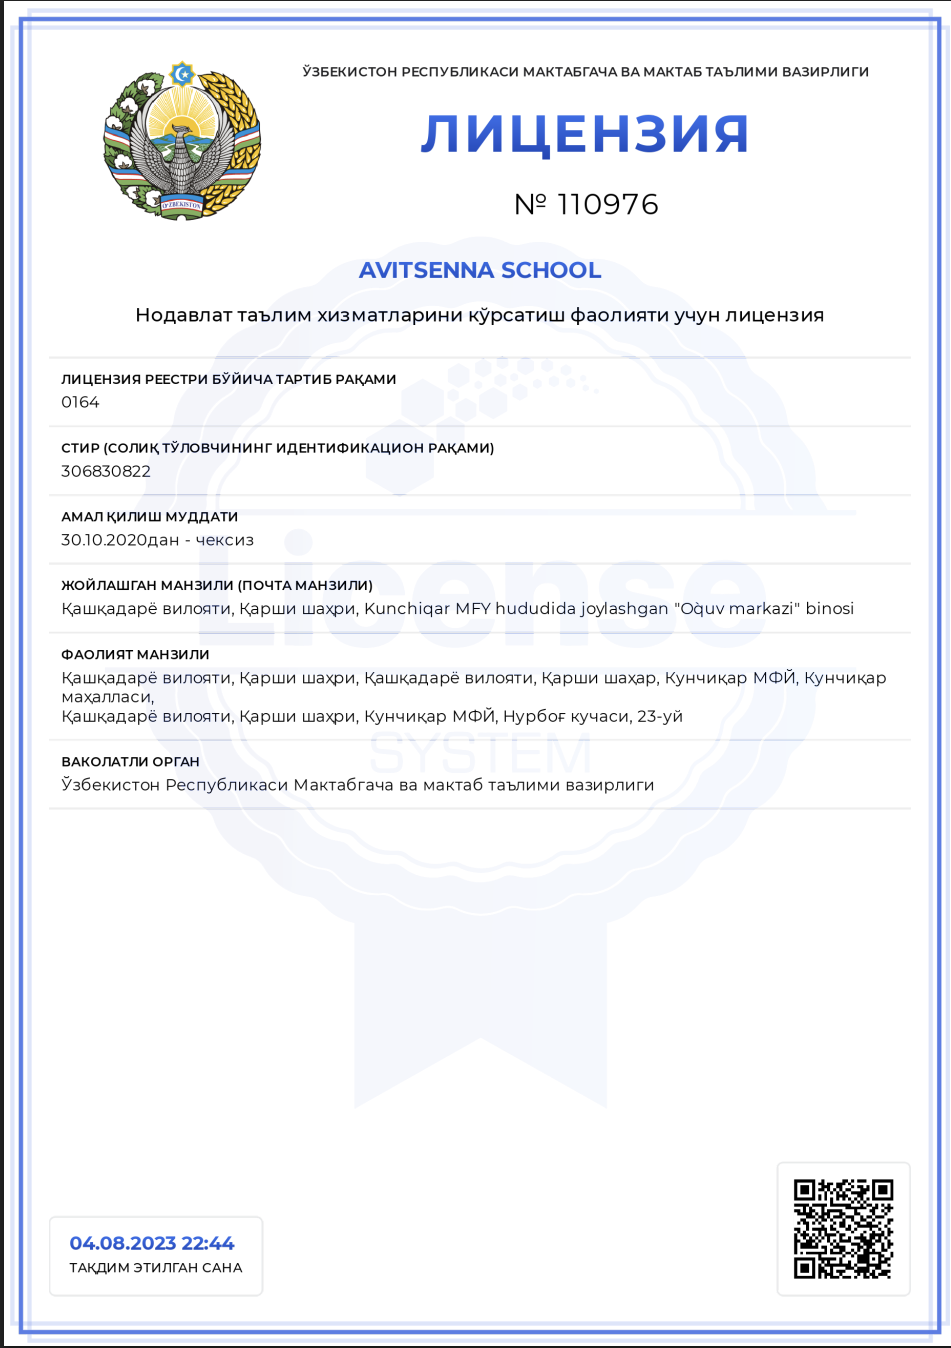 ЎЗБЕКИСТОН РЕСПУБЛИКАСИ МАКТАБГАЧА ВА МАКТАБ ТАЪЛИМИ ВАЗИРЛИГИ
ЛИЦЕНЗИЯ
№ 110976
O'ZBEKISTON
AVITSENNA SCHOOL
Нодавлат таълим хизматларини кўрсатиш фаолияти учун лицензия
ЛИЦЕНЗИЯ РЕЕСТРИ БЎЙИЧА ТАРТИБ РАҚАМИ
0164
СТИР (СОЛИҚ ТЎЛОВЧИНИНГ ИДЕНТИФИКАЦИОН РАҚАМИ)
306830822
АМАЛ ҚИЛИШ МУДДАТИ
30.10.2020дан - чексиз
License
ЖОЙЛАШГАН МАНЗИЛИ (ПОЧТА МАНЗИЛИ)
Қашқадарё вилояти, Қарши шаҳри, Kunchiqar MFY hududida joylashgan "Oʻquv markazi" binosi
ФАОЛИЯТ МАНЗИЛИ
Қашқадарё вилояти, Қарши шаҳри, Қашқадарё вилояти, Қарши шаҳар, Кунчиқар МФЙ, Кунчиқар
маҳалласи,
Қашқадарё вилояти, Қарши шаҳри, Кунчиқар МФЙ, Нурбоғ кучаси, 23-уй
SYSTEM
ВАКОЛАТЛИ ОРГАН
Ўзбекистон Республикаси Мактабгача ва мактаб таълими вазирлиги
04.08.2023 22:44
ТАҚДИМ ЭТИЛГАН САНА